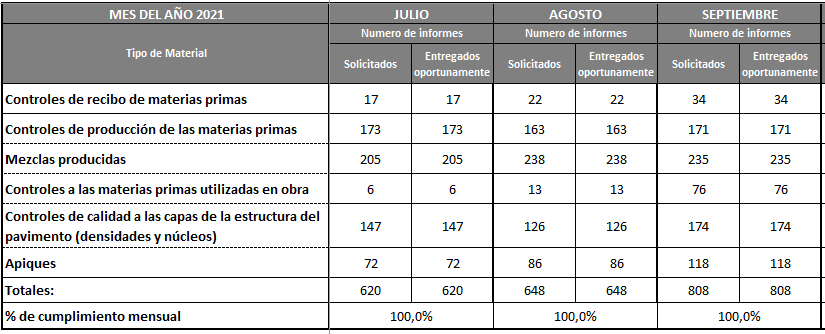 MES DEL AÑO 2021 JULIO AGOSTO SEPTIEMBRE
Tipo de Material Numero de informes Numero de informes Numero de informes
Solicitados Entregados oportunamente Solicitados Entregados oportunamente Solicitados Entregados oportunamente
Controles de recibo de materias primas 17 17 22 22 34 34
Controles de producción de las materias primas 173 173 163 163 171 171
Mezclas producidas 205 205 238 238 235 235
Controles a las materias primas utilizadas en obra 6 6 13 13 76 76
Controles de calidad a las capas de la estructura del
pavimento (densidades y núcleos) 147 147 126 126 174 174
Apiques 72 72 86 86 118 118
Totales: 620 620 648 648 808 808
% de cumplimiento mensual 100,0% 100,0% 100,0%